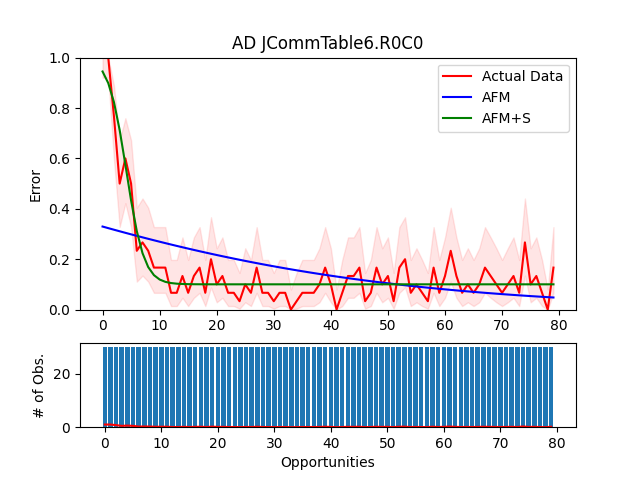 AD JCommTable6.R0C0
1.0
0.8
0.6
0.4
0.2
0.0
Error
Actual Data
AFM
AFM+S
0 10 20 30 40 50 60 70 80
20
0
# of Obs.
0 10 20 30 40 50 60 70 80
Opportunities